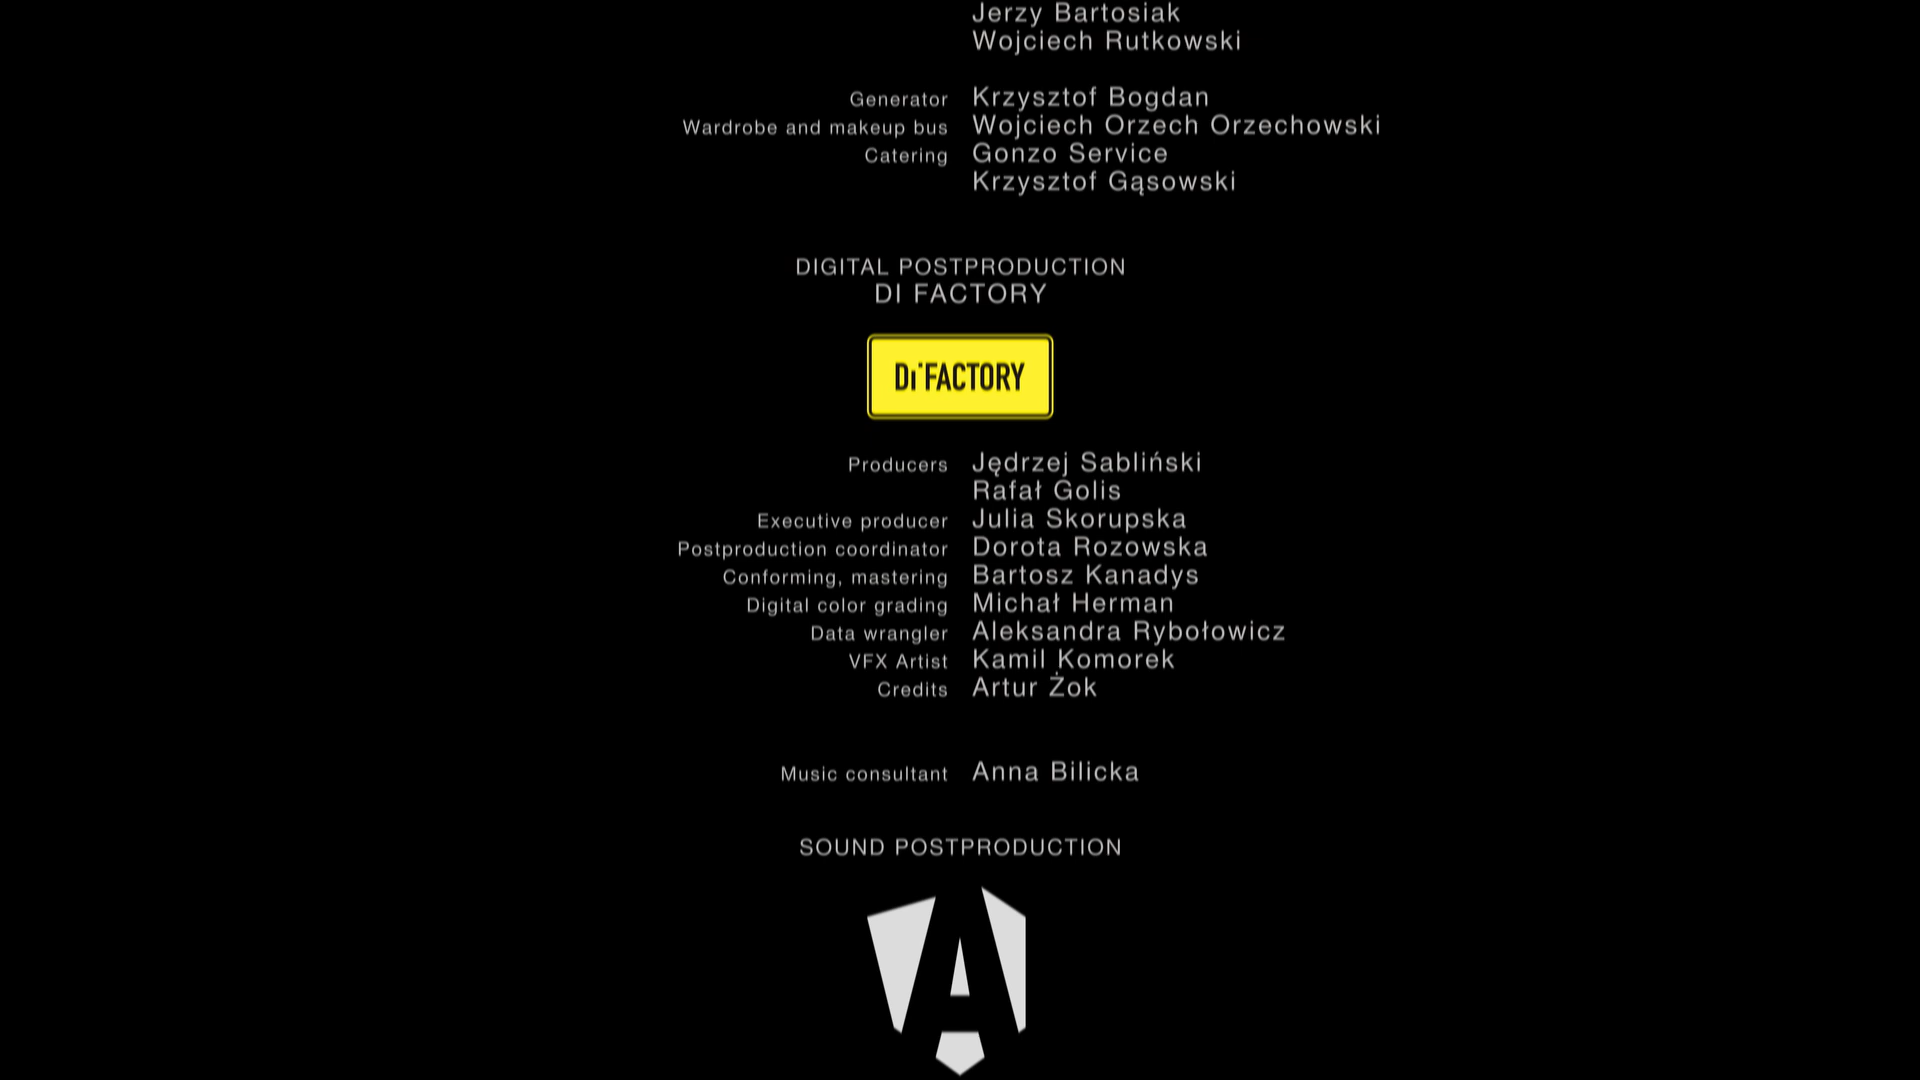 Jerzy Bartosiak
Wojciech Rutkowski
Generator Krzysztof Bogdan
Wardrobe and makeup bus Wojciech Orzech Orzechowski
Catering Gonzo Service
Krzysztof Gąsowski
DIGITAL POSTPRODUCTION
DI FACTORY
Di FACTORY
Producers Jędrzej Sabliński
Rafał Golis
Executive producer Julia Skorupska
Postproduction coordinator Dorota Rozowska
Conforming, mastering Bartosz Kanadys
Digital color grading Michał Herman
Data wrangler Aleksandra Rybołowicz
VFX Artist Kamil Komorek
Credits Artur Żok
Music consultant Anna Bilicka
SOUND POSTPRODUCTION
A